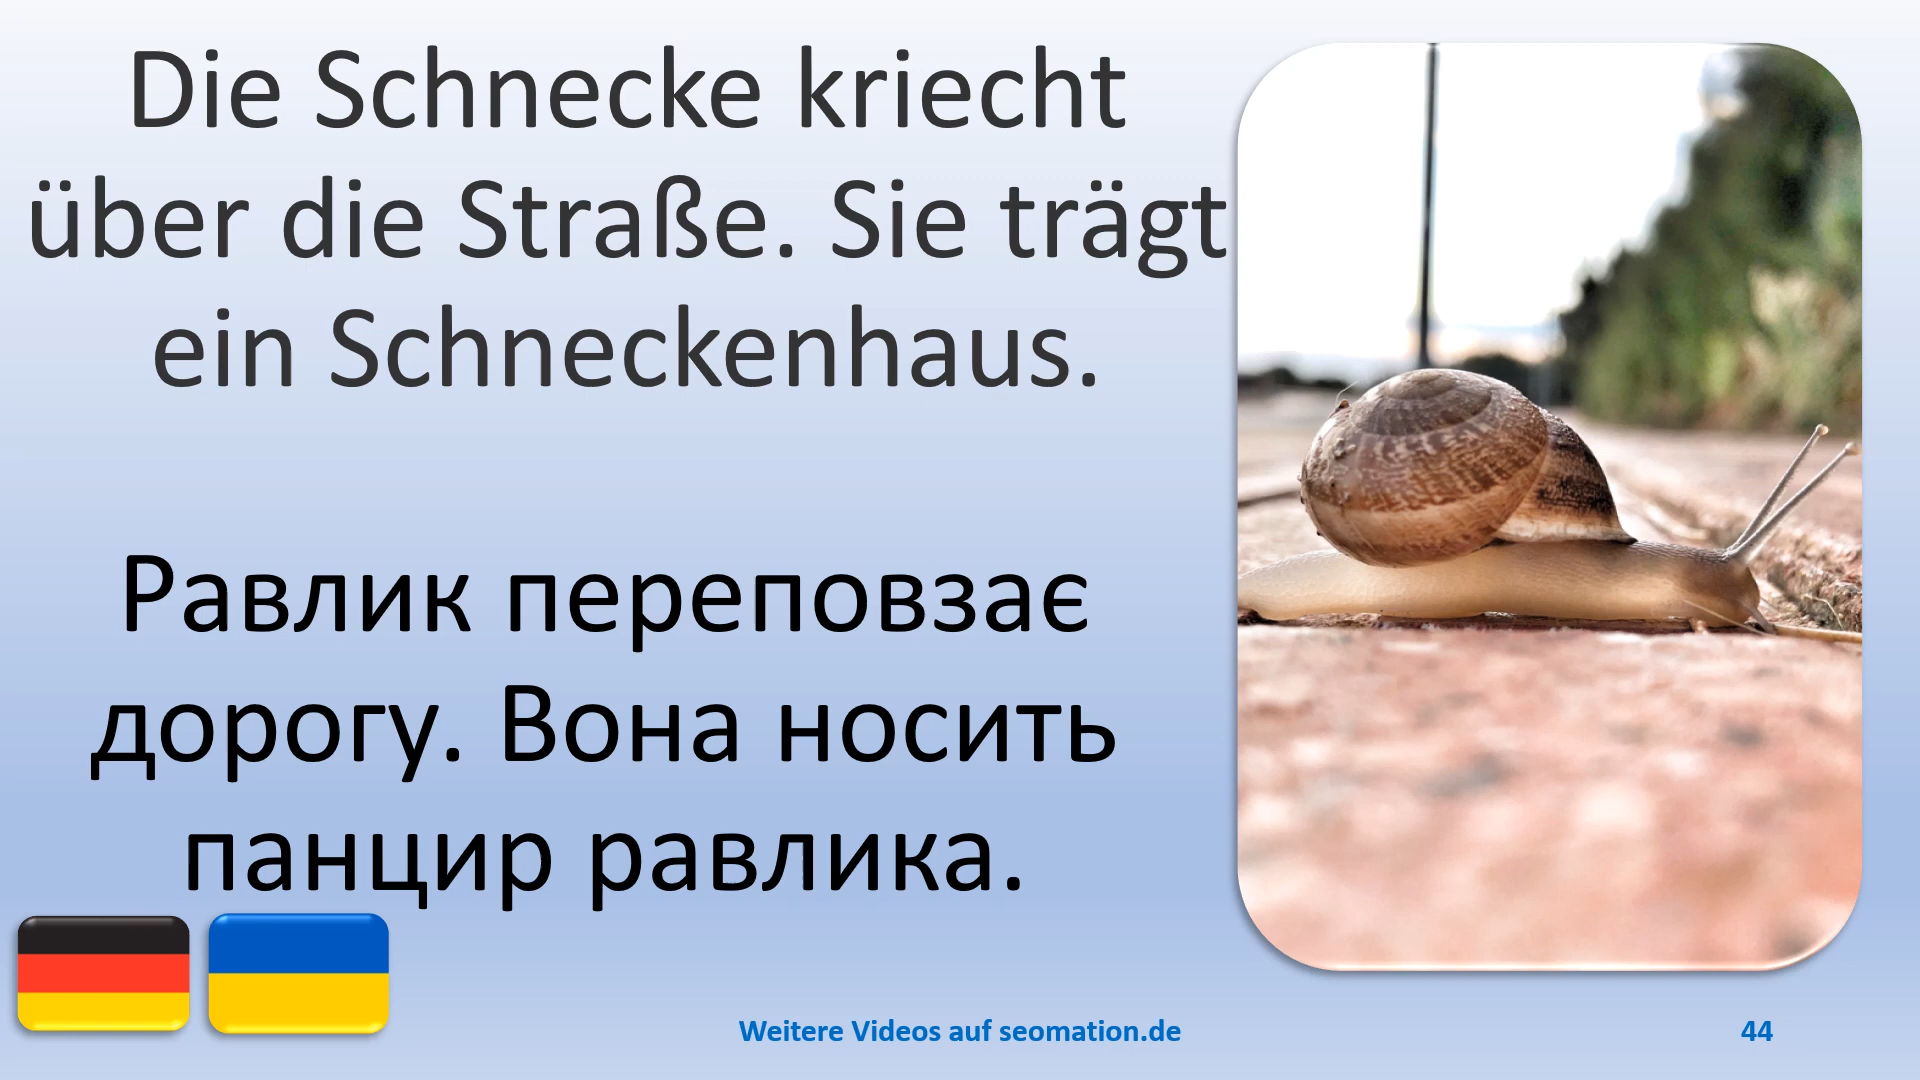 Die Schnecke kriecht
über die Straße. Sie trägt
ein Schneckenhaus.
Равлик переповзає
дорогу. Вона носить
панцир равлика.
Weitere Videos auf seomation.de
44